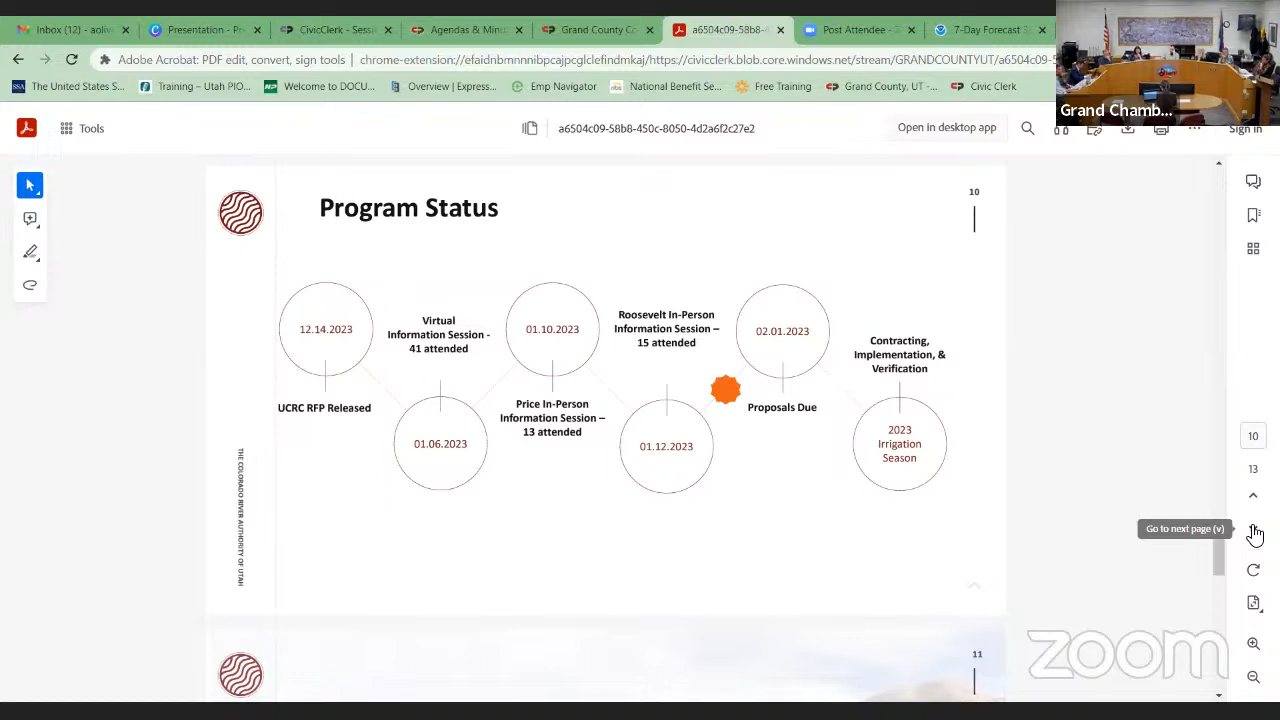 Inbox (12) - aoliv
Presentation - Pr
CivicClerk - S
Agendas & Minu
Grand County C
a6504c09-58b8-
Post Attendee -
7-Day Forecast
Adobe Acrobat: PDF edit, convert, sign tools
chrome-extension://efaidnbmnnnibpcajpcglclefindmkaj/https://civicclerk.blob.core.windows.net/stream/GRANDCOUNTYUT/a6504c09-5
The United States S...
Training – Utah PIO...
Welcome to DOCU...
Overview | Express...
Emp Navigator
National Benefit Se...
Free Training
Grand County, UT -...
Civic Clerk
Grand Chamb...
Tools
a6504c09-58b8-450c-8050-4d2a6f2c27e2
Open in desktop app
Sign in
10
Program Status
12.14.2023
UCRC RFP Released
Virtual
Information Session -
41 attended
01.06.2023
01.10.2023
Price In-Person
Information Session –
13 attended
Roosevelt In-Person
Information Session –
15 attended
01.12.2023
02.01.2023
Proposals Due
Contracting,
Implementation, &
Verification
2023
Irrigation
Season
THE COLORADO RIVER AUTHORITY OF UTAH
10
13
Go to next page (v)
11
zoom